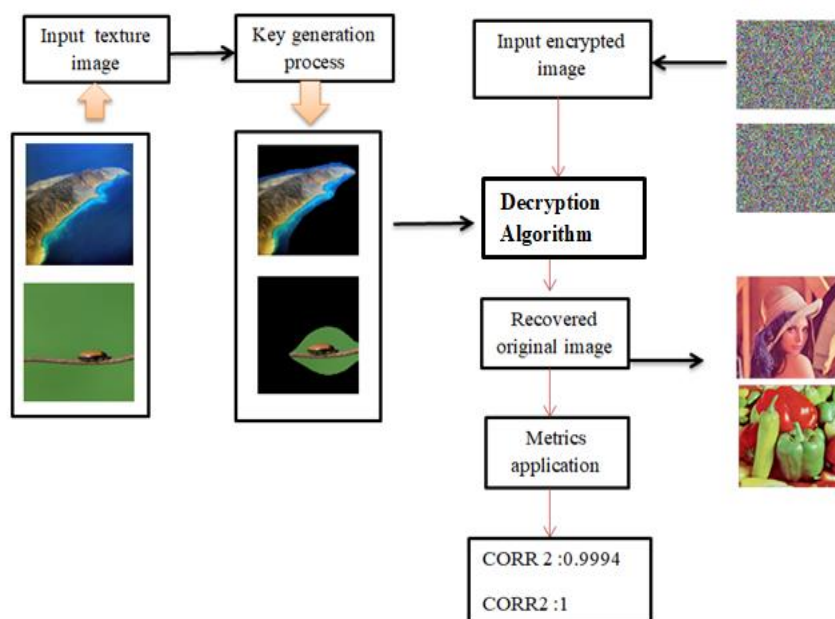 Input texture
image
Key generation
process
Input encrypted
image
Decryption
Algorithm
Recovered
original image
Metrics
application
CORR 2 :0.9994
CORR2 :1